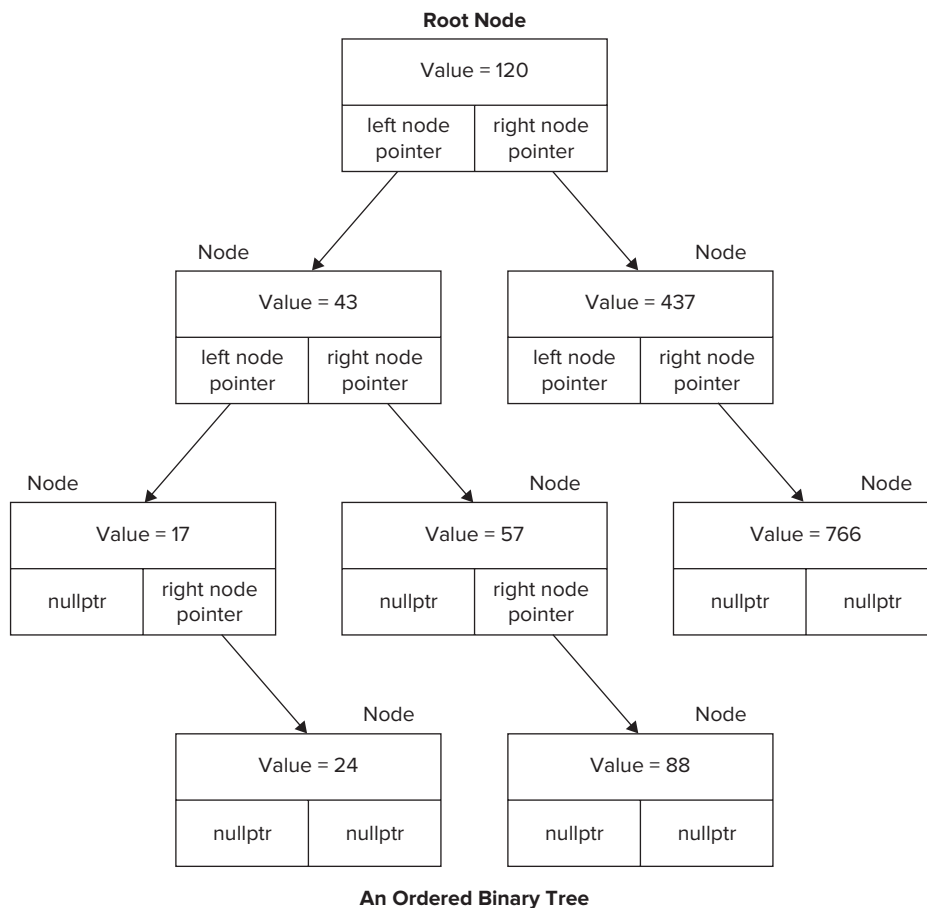 Root Node
Value = 120
left node
pointer
right node
pointer
Node
Value = 43
left node
pointer
right node
pointer
Node
Value = 437
left node
pointer
right node
pointer
Node
Value = 17
nullptr
right node
pointer
Node
Value = 57
nullptr
right node
pointer
Node
Value = 766
nullptr
nullptr
Node
Value = 24
nullptr
nullptr
Node
Value = 88
nullptr
nullptr
An Ordered Binary Tree